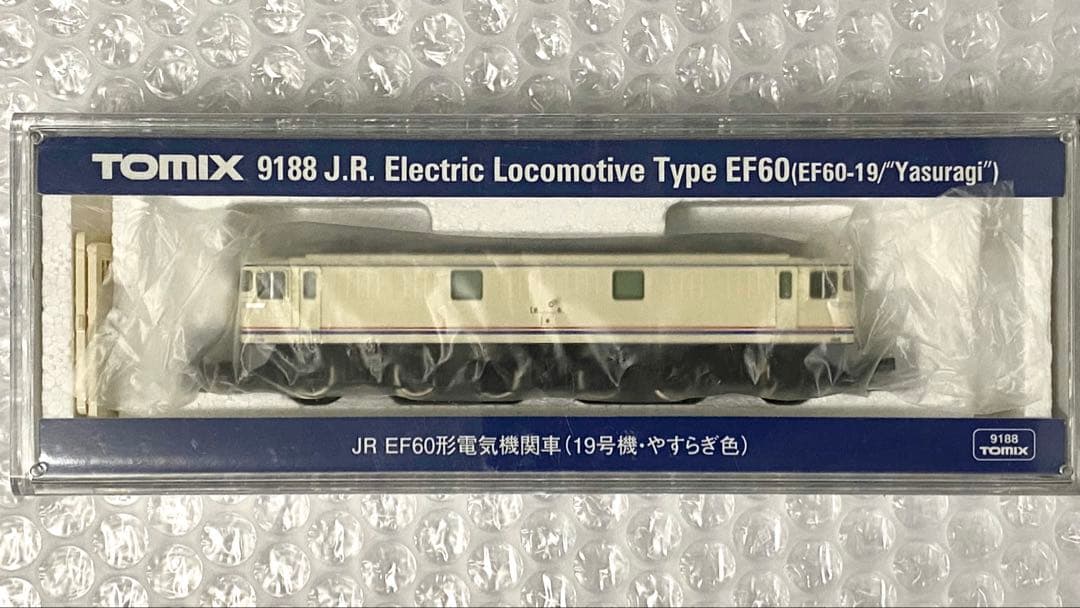 TOMIX 9188 J.R. Electric Locomotive Type EF60(EF60-19/"Yasuragi")
JR EF60形電気機関車(19号機・やすらぎ色)
9188
TOMIX